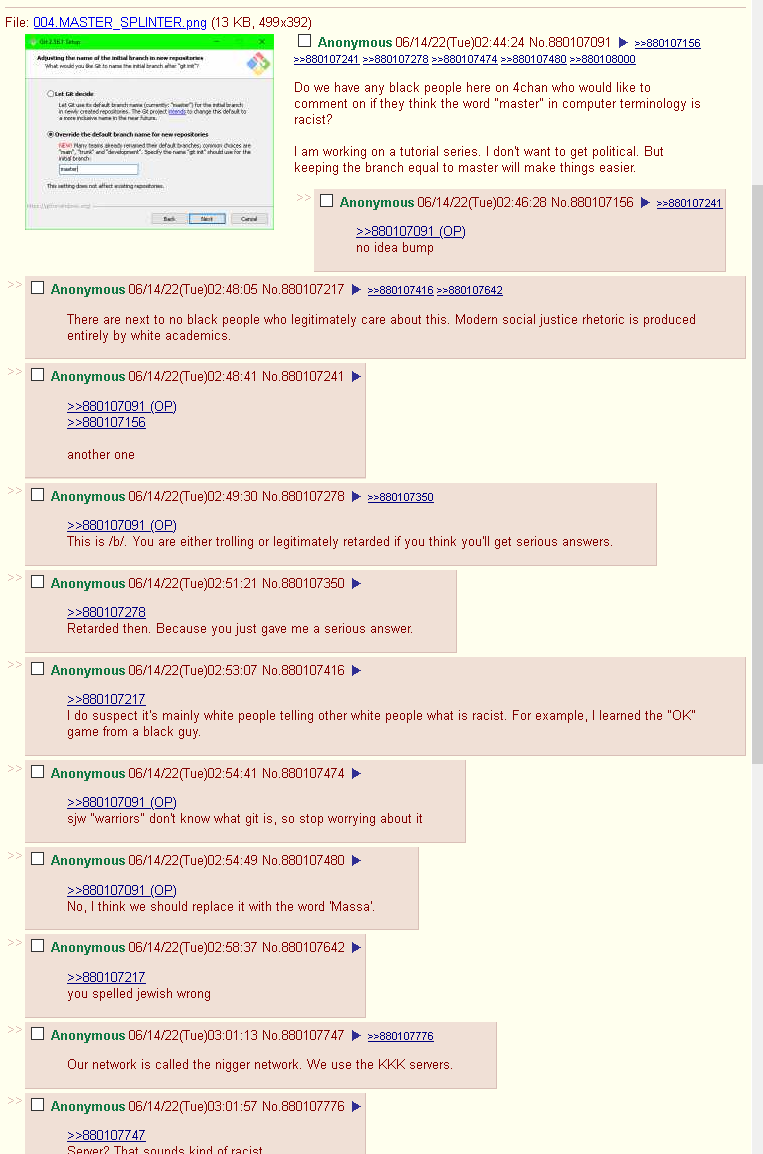 File: 004.MASTER_SPLINTER.png (13 KB, 499x392)
Git 2.36.1 Setup
Adjusting the name of the initial branch in new repositories
What would you like Git to name the initial branch after "git init"?
Let Git decide
Let Git use its default branch name (currently: "master") for the initial branch
in newly created repositories. The Git project intends to change this default to
a more inclusive name in the near future.
Override the default branch name for new repositories
NEW! Many teams already renamed their default branches; common choices are
"main", "trunk" and "development". Specify the name "git init" should use for the
initial branch:
master
This setting does not affect existing repositories.
https://gitforwindows.org/
Back Next Cancel
Anonymous 06/14/22(Tue)02:44:24 No.880107091 ▶ >>880107156
>>880107241 >>880107278 >>880107474 >>880107480 >>880108000
Do we have any black people here on 4chan who would like to
comment on if they think the word "master" in computer terminology is
racist?
I am working on a tutorial series. I don't want to get political. But
keeping the branch equal to master will make things easier.
>> Anonymous 06/14/22(Tue)02:46:28 No.880107156 ▶ >>880107241
>>880107091 (OP)
no idea bump
>> Anonymous 06/14/22(Tue)02:48:05 No.880107217 ▶ >>880107416 >>880107642
There are next to no black people who legitimately care about this. Modern social justice rhetoric is produced
entirely by white academics.
>> Anonymous 06/14/22(Tue)02:48:41 No.880107241 ▶
>>880107091 (OP)
>>880107156
another one
>> Anonymous 06/14/22(Tue)02:49:30 No.880107278 ▶ >>880107350
>>880107091 (OP)
This is /b/. You are either trolling or legitimately retarded if you think you'll get serious answers.
>> Anonymous 06/14/22(Tue)02:51:21 No.880107350 ▶
>>880107278
Retarded then. Because you just gave me a serious answer.
>> Anonymous 06/14/22(Tue)02:53:07 No.880107416 ▶
>>880107217
I do suspect it's mainly white people telling other white people what is racist. For example, I learned the "OK"
game from a black guy.
>> Anonymous 06/14/22(Tue)02:54:41 No.880107474 ▶
>>880107091 (OP)
sjw "warriors" don't know what git is, so stop worrying about it
>> Anonymous 06/14/22(Tue)02:54:49 No.880107480 ▶
>>880107091 (OP)
No, I think we should replace it with the word 'Massa'.
>> Anonymous 06/14/22(Tue)02:58:37 No.880107642 ▶
>>880107217
you spelled jewish wrong
>> Anonymous 06/14/22(Tue)03:01:13 No.880107747 ▶ >>880107776
Our network is called the nigger network. We use the KKK servers.
>> Anonymous 06/14/22(Tue)03:01:57 No.880107776 ▶
>>880107747
Server? That sounds kind of racist